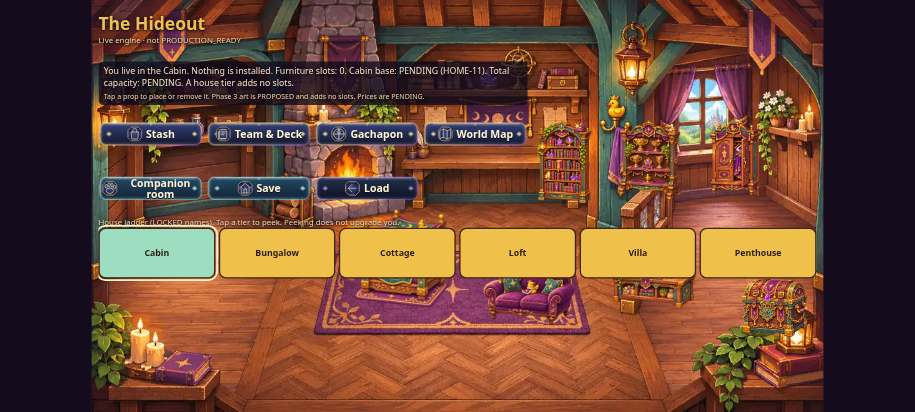 The Hideout
Live engine · not PRODUCTION_READY
You live in the Cabin. Nothing is installed. Furniture slots: 0. Cabin base: PENDING (HOME-11). Total
capacity: PENDING. A house tier adds no slots.
Tap a prop to place or remove it. Phase 3 art is PROPOSED and adds no slots. Prices are PENDING.
Stash
Team & Deck
Gachapon
World Map
Companion
room
Save
Load
House ladder (LOCKED names). Tap a tier to peek. Peeking does not upgrade you.
Cabin
Bungalow
Cottage
Loft
Villa
Penthouse